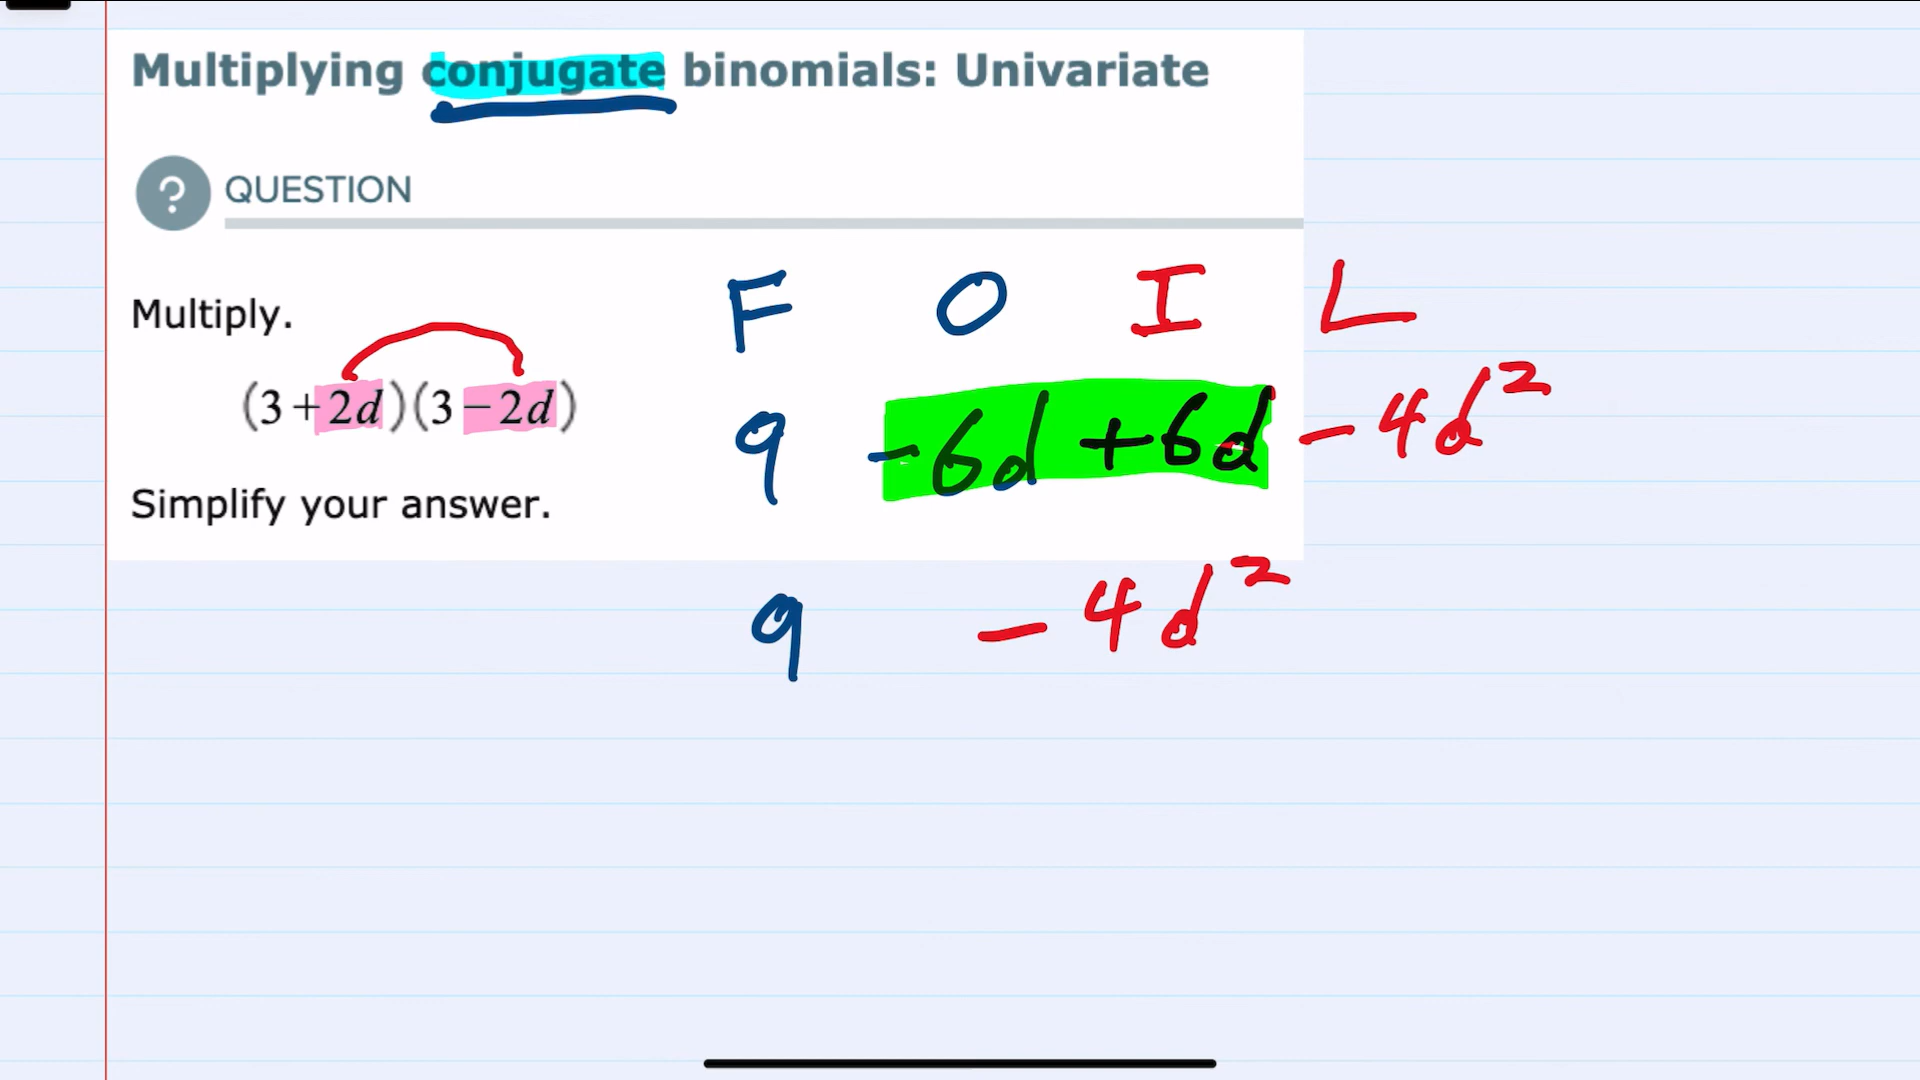 Multiplying conjugate binomials: Univariate
? QUESTION
Multiply.
(3+2d)(3−2d)
Simplify your answer.
F O I L
9 -6d +6d -4d²
9 -4d²